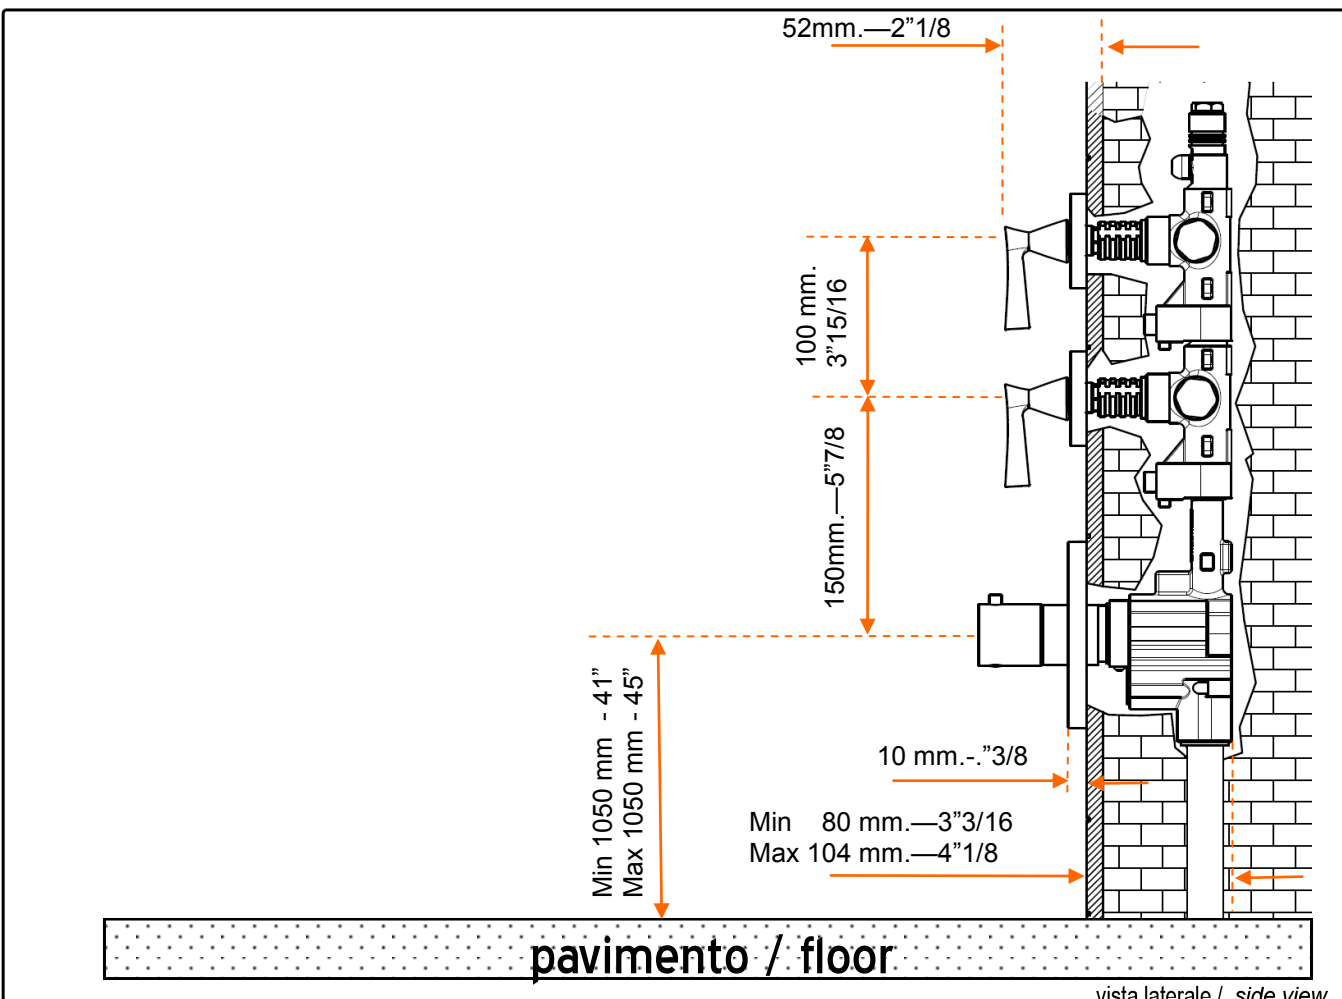 52mm.—2”1/8
100 mm.
3”15/16
150mm.—5”7/8
Min 1050 mm - 41”
Max 1050 mm - 45”
10 mm.-.”3/8
Min 80 mm.—3”3/16
Max 104 mm.—4”1/8
pavimento / floor
vista laterale / side view